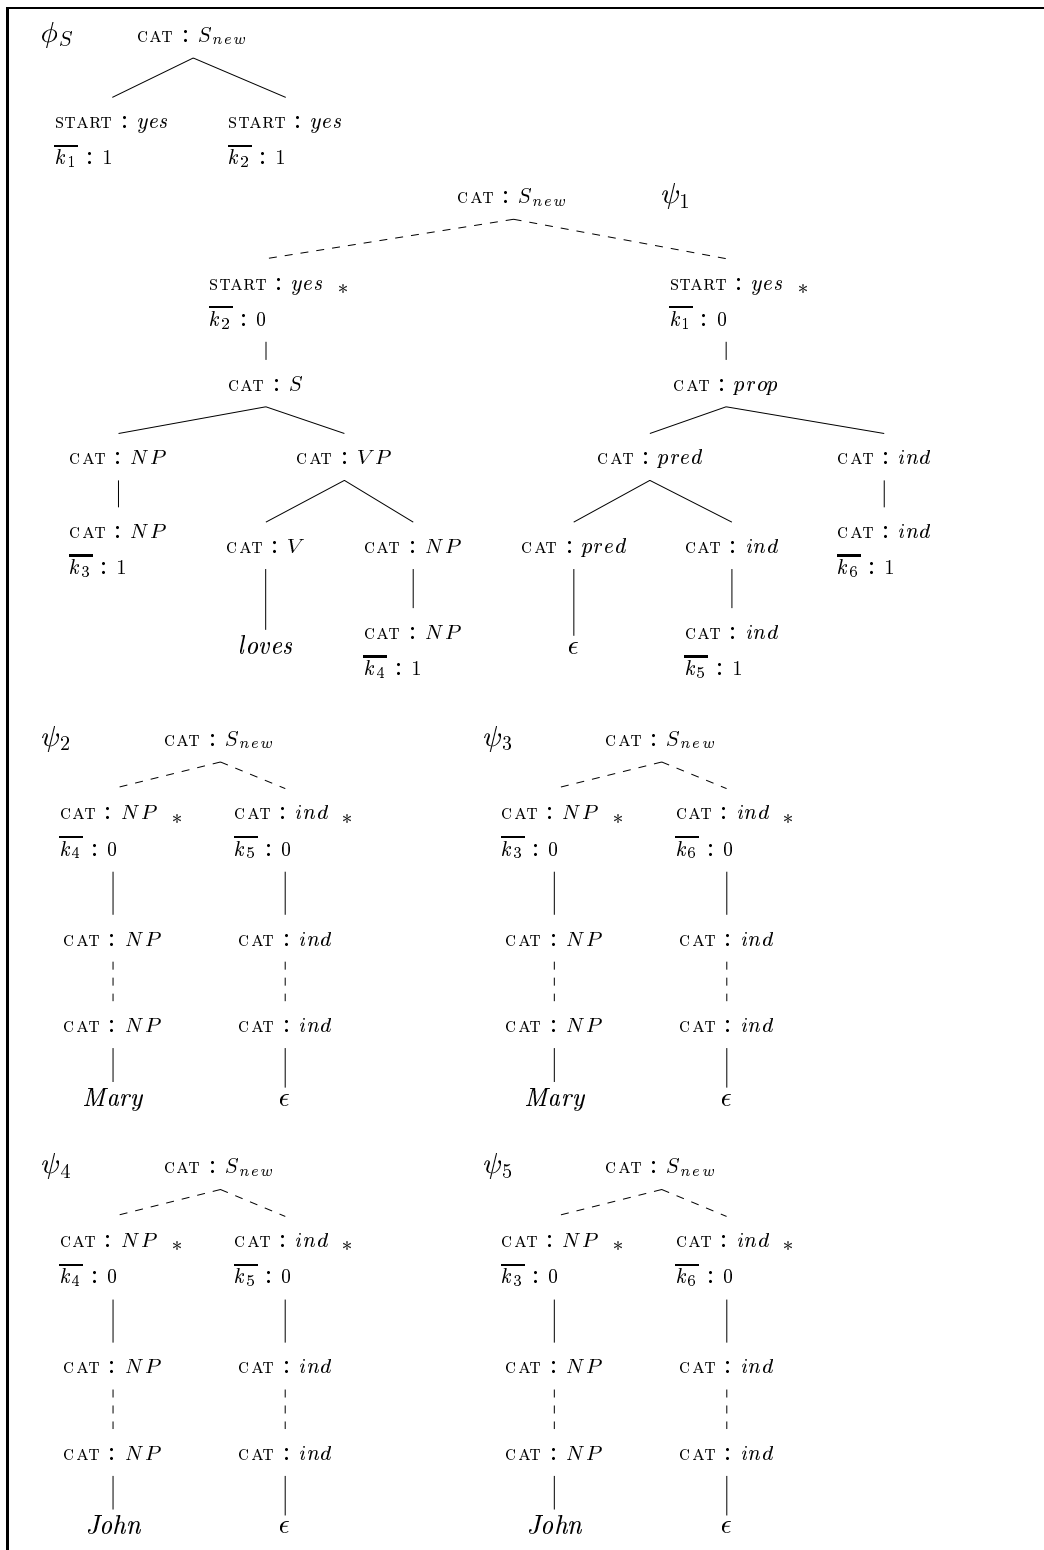 ϕ_S CAT : S_new
START : yes START : yes
k̅₁ : 1 k̅₂ : 1
CAT : S_new ψ₁
START : yes * START : yes *
k̅₂ : 0 k̅₁ : 0
CAT : S CAT : prop
CAT : NP CAT : VP CAT : pred CAT : ind
CAT : NP CAT : V CAT : NP CAT : pred CAT : ind CAT : ind
k̅₃ : 1 k̅₆ : 1
loves CAT : NP ϵ CAT : ind
k̅₄ : 1 k̅₅ : 1
ψ₂ CAT : S_new ψ₃ CAT : S_new
CAT : NP * CAT : ind * CAT : NP * CAT : ind *
k̅₄ : 0 k̅₅ : 0 k̅₃ : 0 k̅₆ : 0
CAT : NP CAT : ind CAT : NP CAT : ind
CAT : NP CAT : ind CAT : NP CAT : ind
Mary ϵ Mary ϵ
ψ₄ CAT : S_new ψ₅ CAT : S_new
CAT : NP * CAT : ind * CAT : NP * CAT : ind *
k̅₄ : 0 k̅₅ : 0 k̅₃ : 0 k̅₆ : 0
CAT : NP CAT : ind CAT : NP CAT : ind
CAT : NP CAT : ind CAT : NP CAT : ind
John ϵ John ϵ